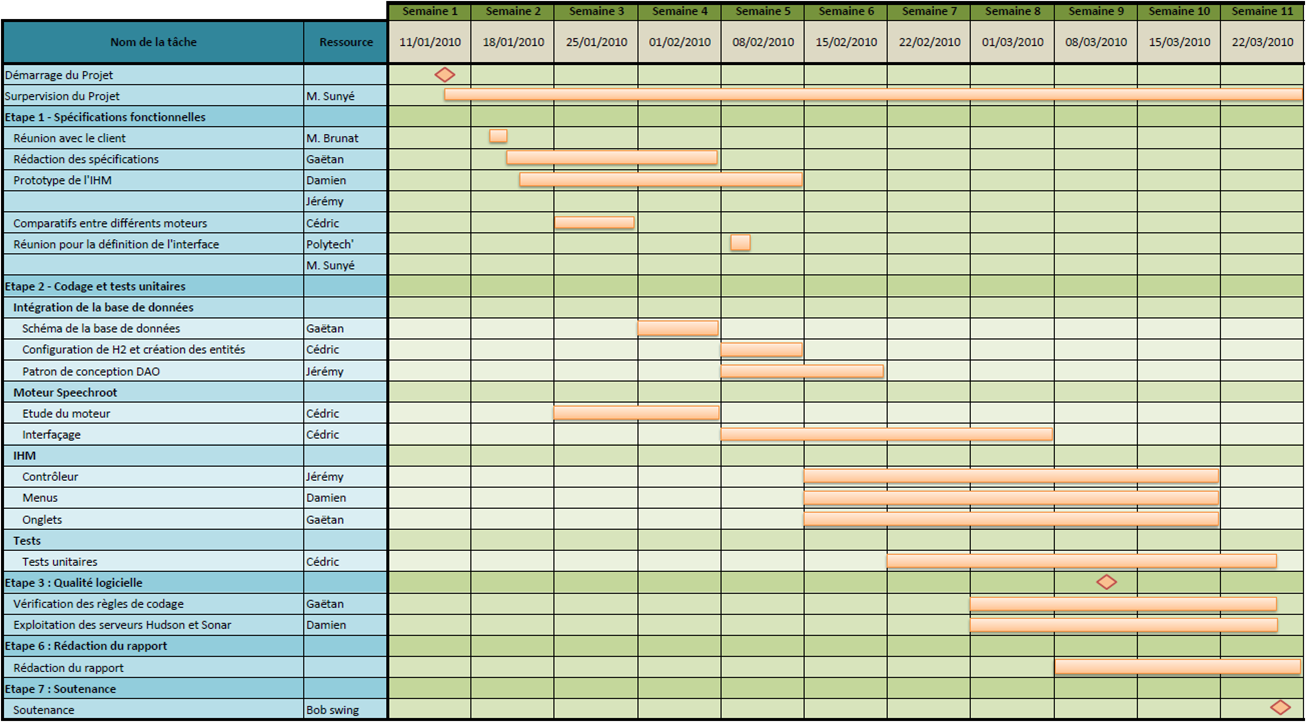 Semaine 1 Semaine 2 Semaine 3 Semaine 4 Semaine 5 Semaine 6 Semaine 7 Semaine 8 Semaine 9 Semaine 10 Semaine 11
Nom de la tâche Ressource 11/01/2010 18/01/2010 25/01/2010 01/02/2010 08/02/2010 15/02/2010 22/02/2010 01/03/2010 08/03/2010 15/03/2010 22/03/2010
Démarrage du Projet
Surpervision du Projet M. Sunyé
Etape 1 - Spécifications fonctionnelles
Réunion avec le client M. Brunat
Rédaction des spécifications Gaëtan
Prototype de l'IHM Damien
Jérémy
Comparatifs entre différents moteurs Cédric
Réunion pour la définition de l'interface Polytech'
M. Sunyé
Etape 2 - Codage et tests unitaires
Intégration de la base de données
Schéma de la base de données Gaëtan
Configuration de H2 et création des entités Cédric
Patron de conception DAO Jérémy
Moteur Speechroot
Etude du moteur Cédric
Interfaçage Cédric
IHM
Contrôleur Jérémy
Menus Damien
Onglets Gaëtan
Tests
Tests unitaires Cédric
Etape 3 : Qualité logicielle
Vérification des règles de codage Gaëtan
Exploitation des serveurs Hudson et Sonar Damien
Etape 6 : Rédaction du rapport
Rédaction du rapport
Etape 7 : Soutenance
Soutenance Bob swing